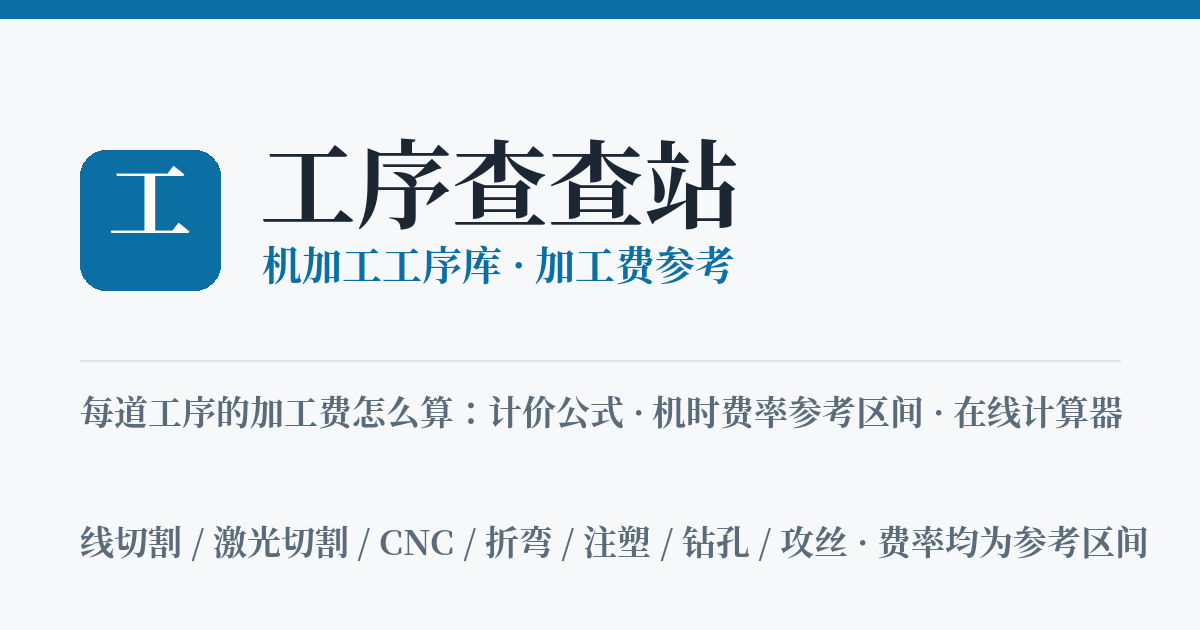 工
工序查查站
机加工工序库 · 加工费参考
每道工序的加工费怎么算：计价公式 · 机时费率参考区间 · 在线计算器
线切割 / 激光切割 / CNC / 折弯 / 注塑 / 钻孔 / 攻丝 · 费率均为参考区间